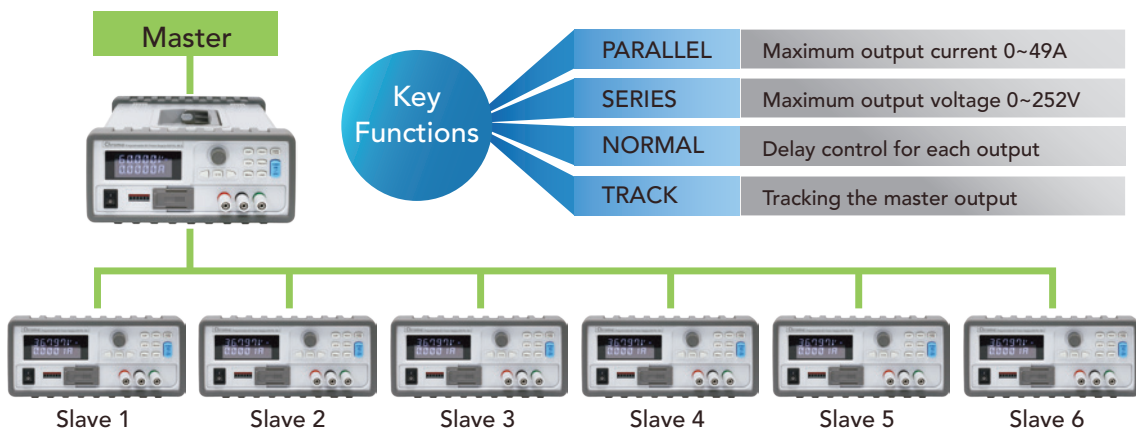 Master
Key
Functions
PARALLEL
Maximum output current 0~49A
SERIES
Maximum output voltage 0~252V
NORMAL
Delay control for each output
TRACK
Tracking the master output
Slave 1
Slave 2
Slave 3
Slave 4
Slave 5
Slave 6